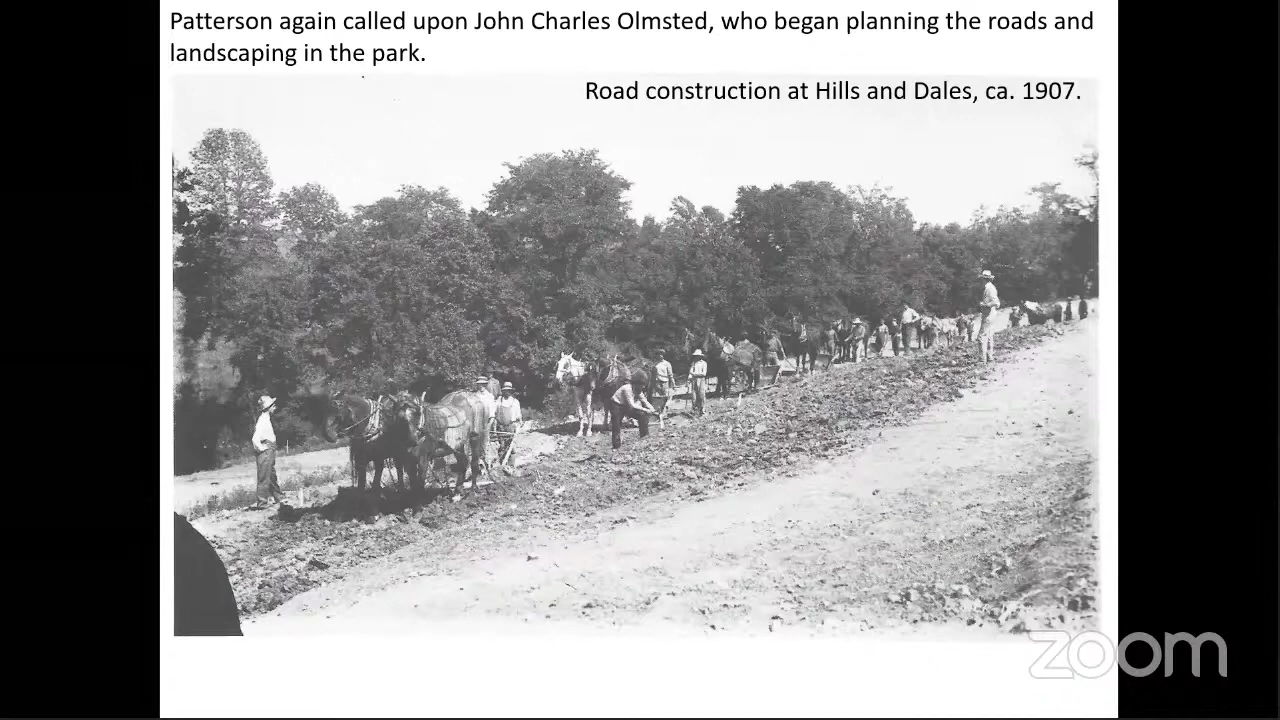 Patterson again called upon John Charles Olmsted, who began planning the roads and
landscaping in the park.
Road construction at Hills and Dales, ca. 1907.
zoom